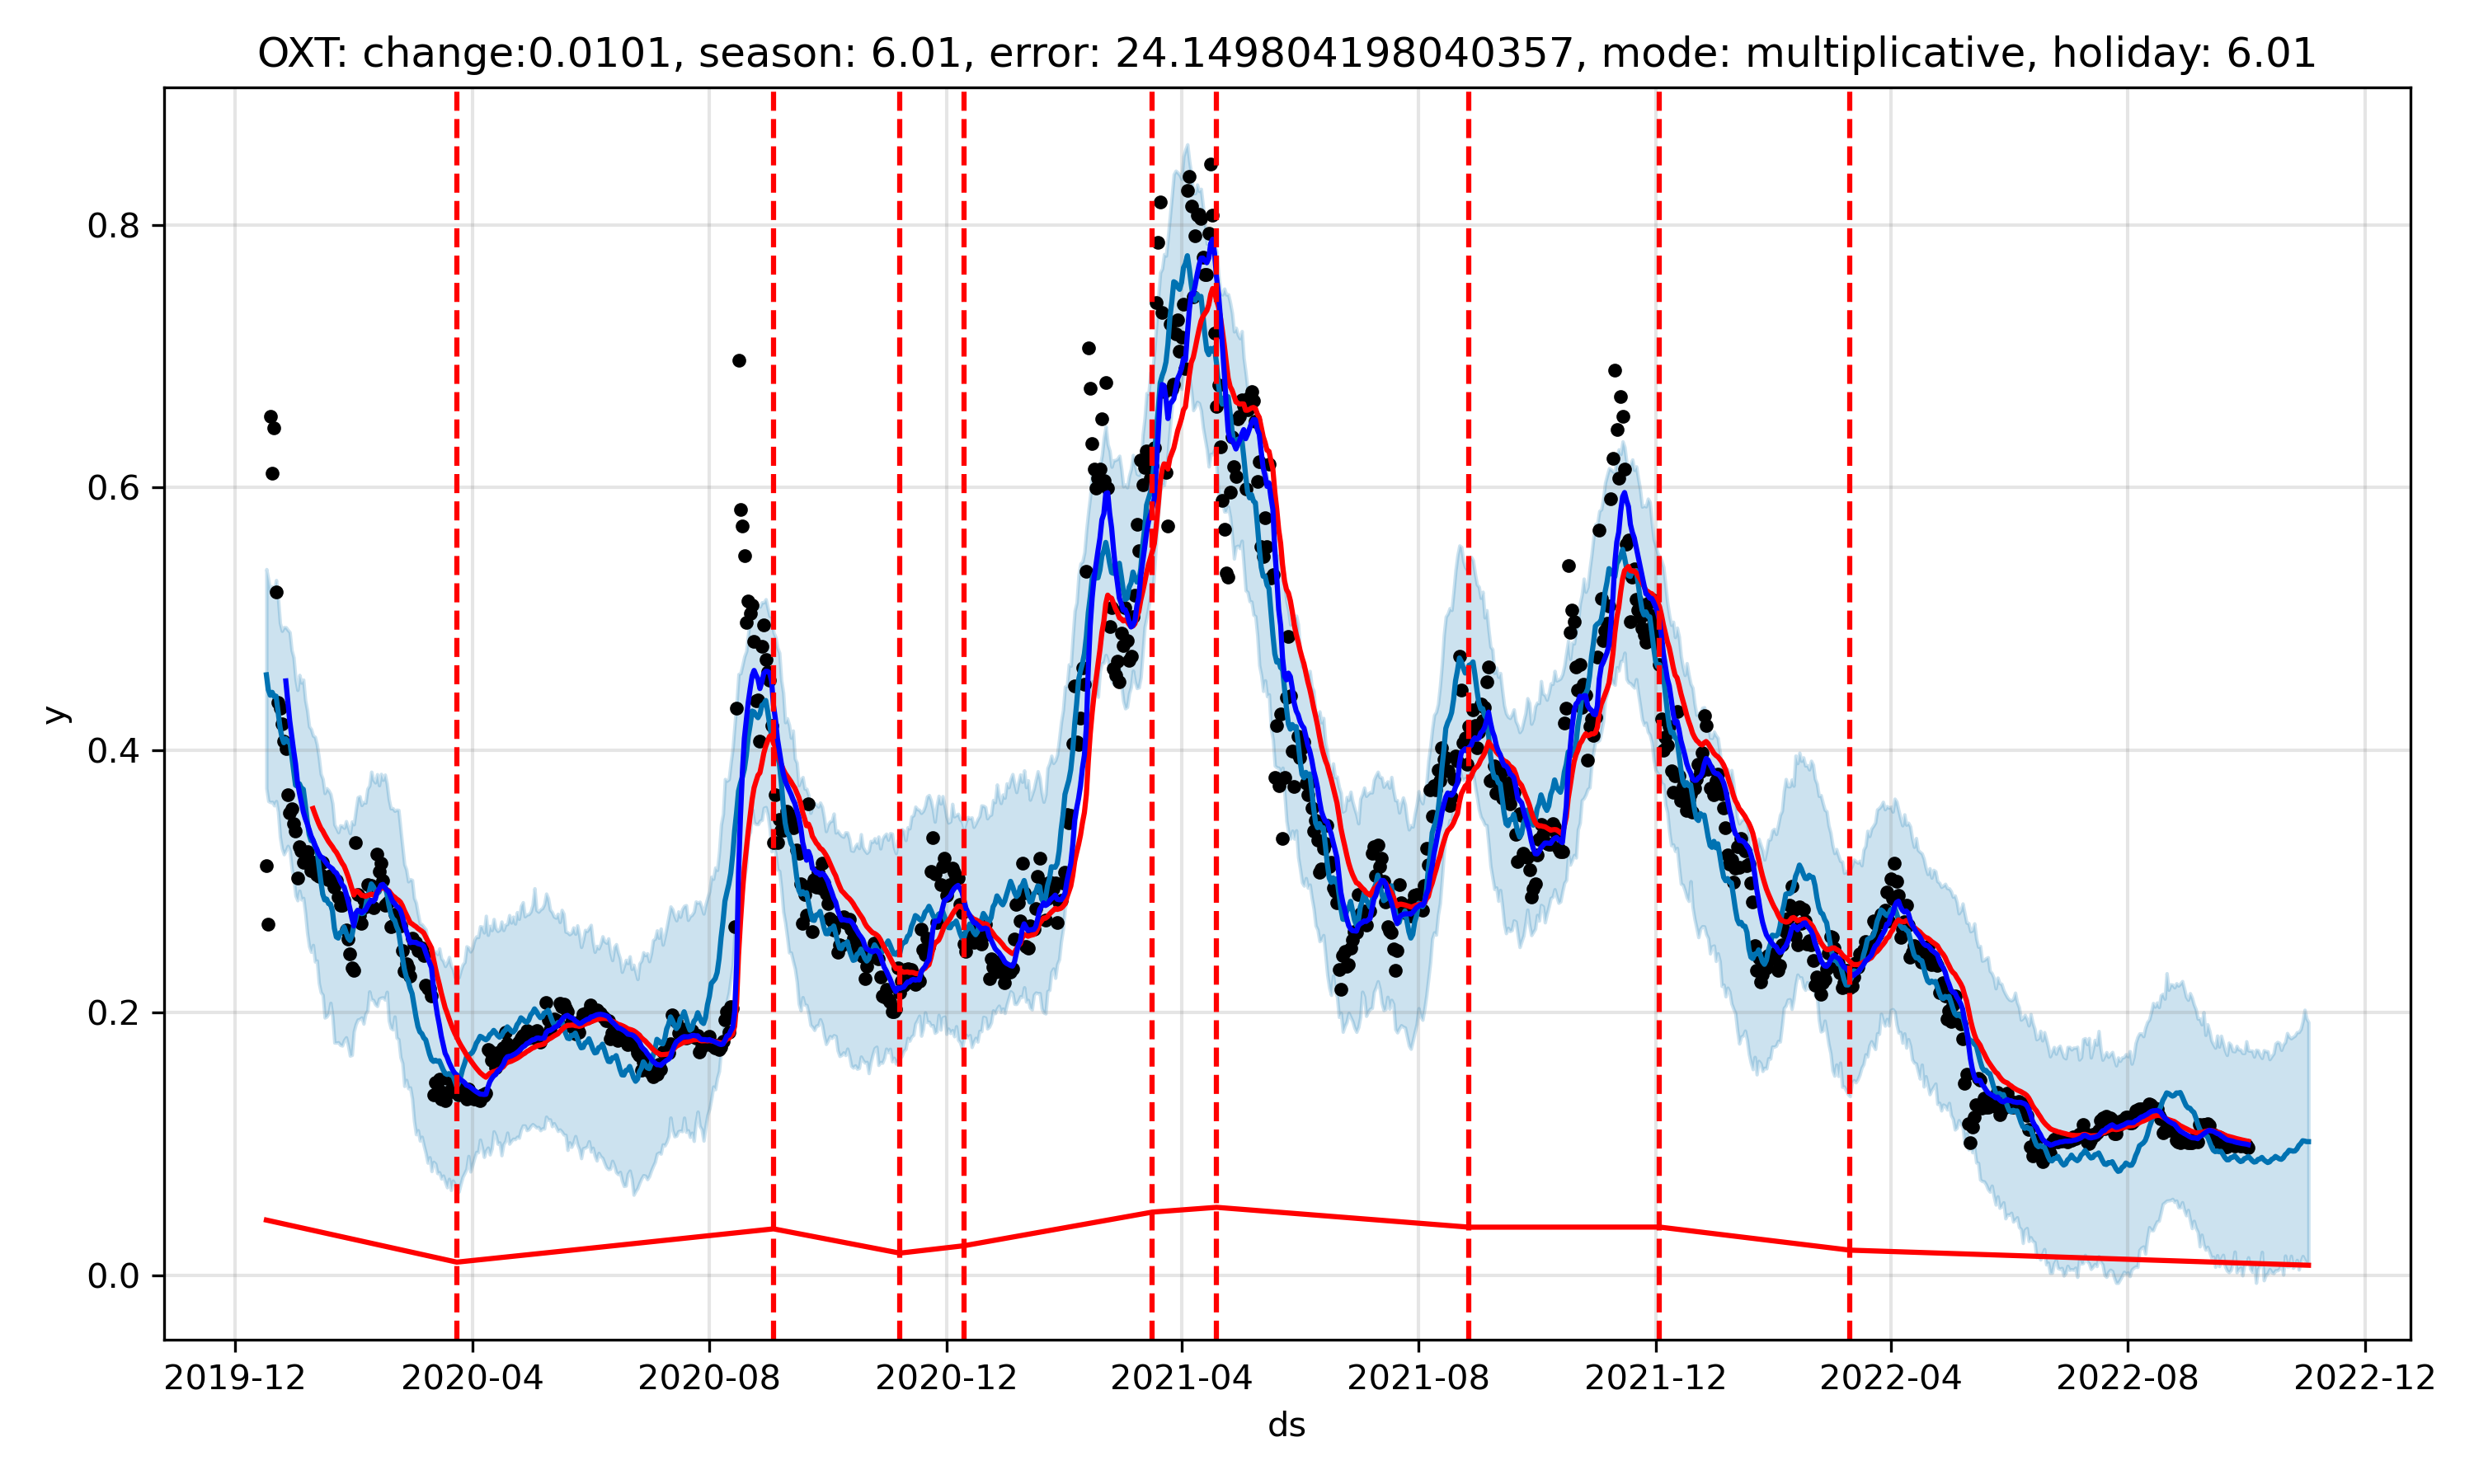 OXT: change:0.0101, season: 6.01, error: 24.149804198040357, mode: multiplicative, holiday: 6.01
y
0.8
0.6
0.4
0.2
0.0
2019-12 2020-04 2020-08 2020-12 2021-04 2021-08 2021-12 2022-04 2022-08 2022-12
ds